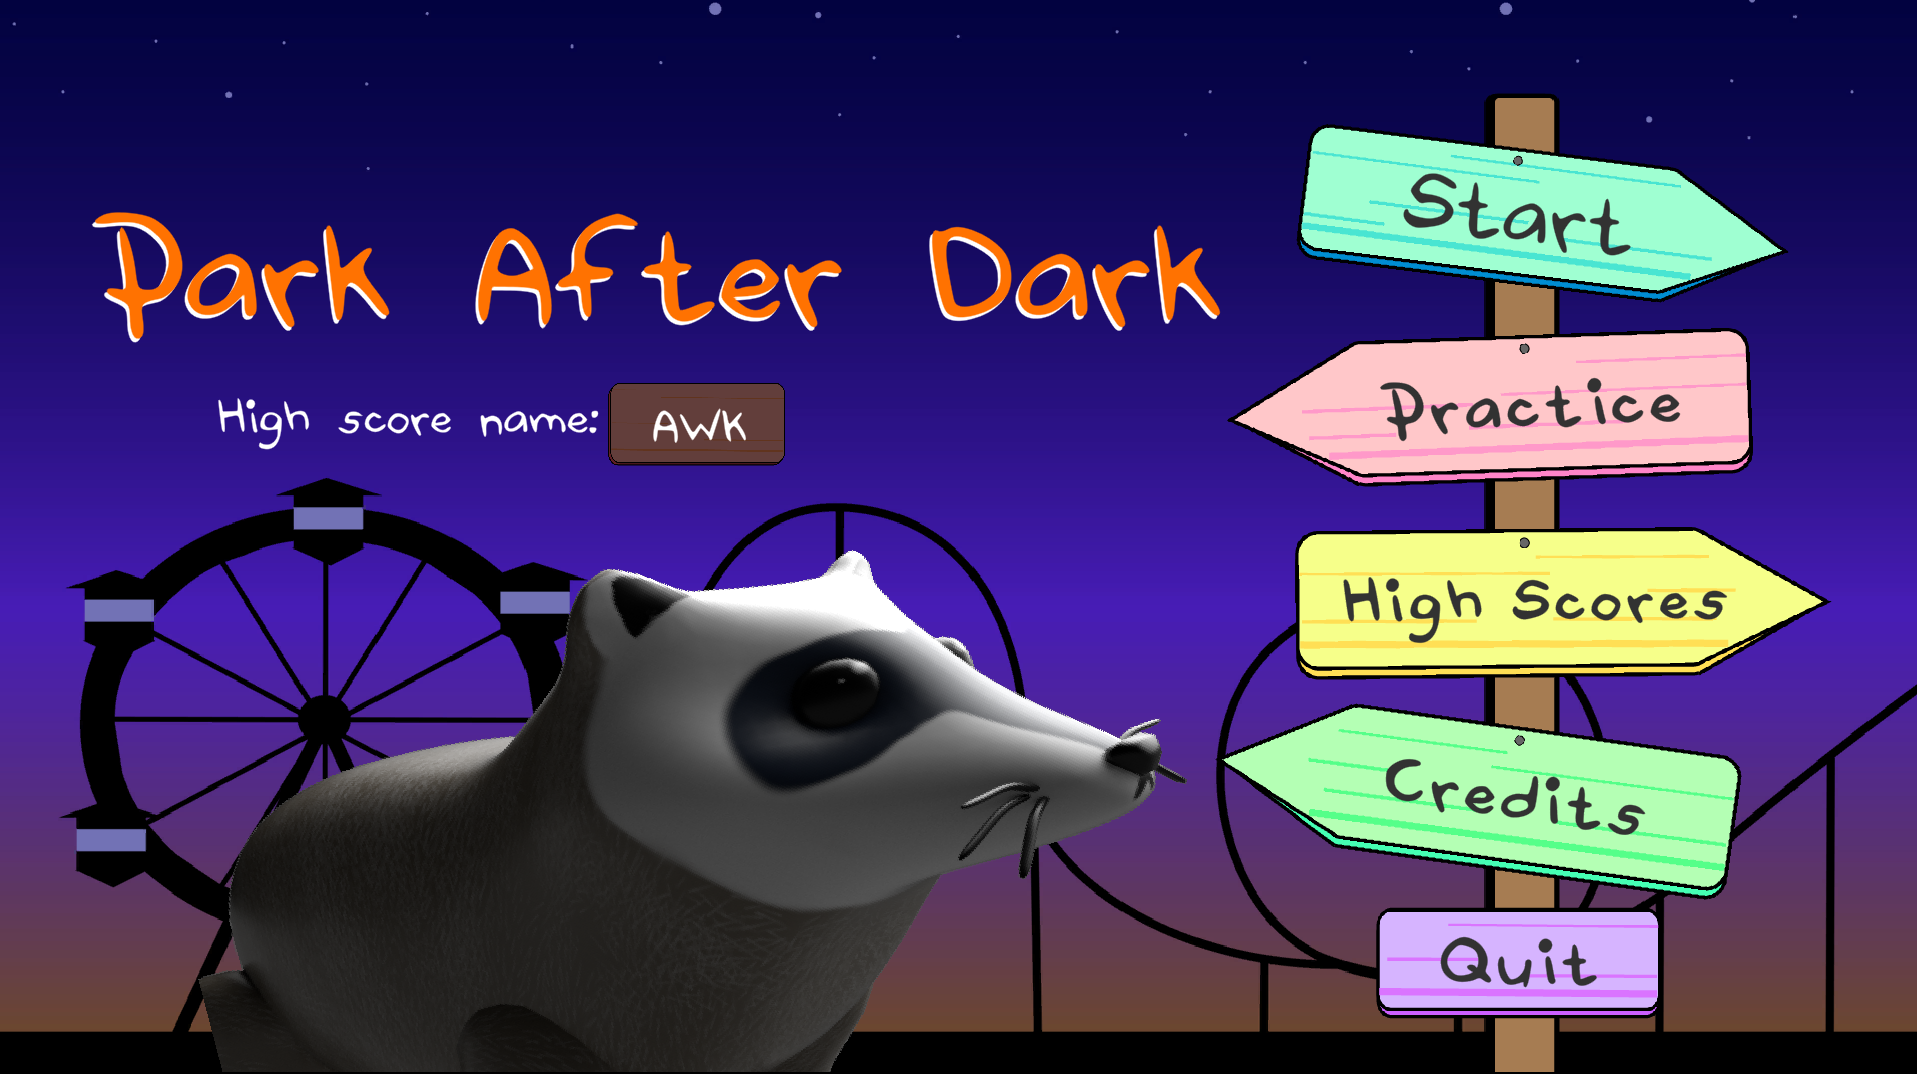 Park After Dark
High score name: AWK
Start
Practice
High Scores
Credits
Quit